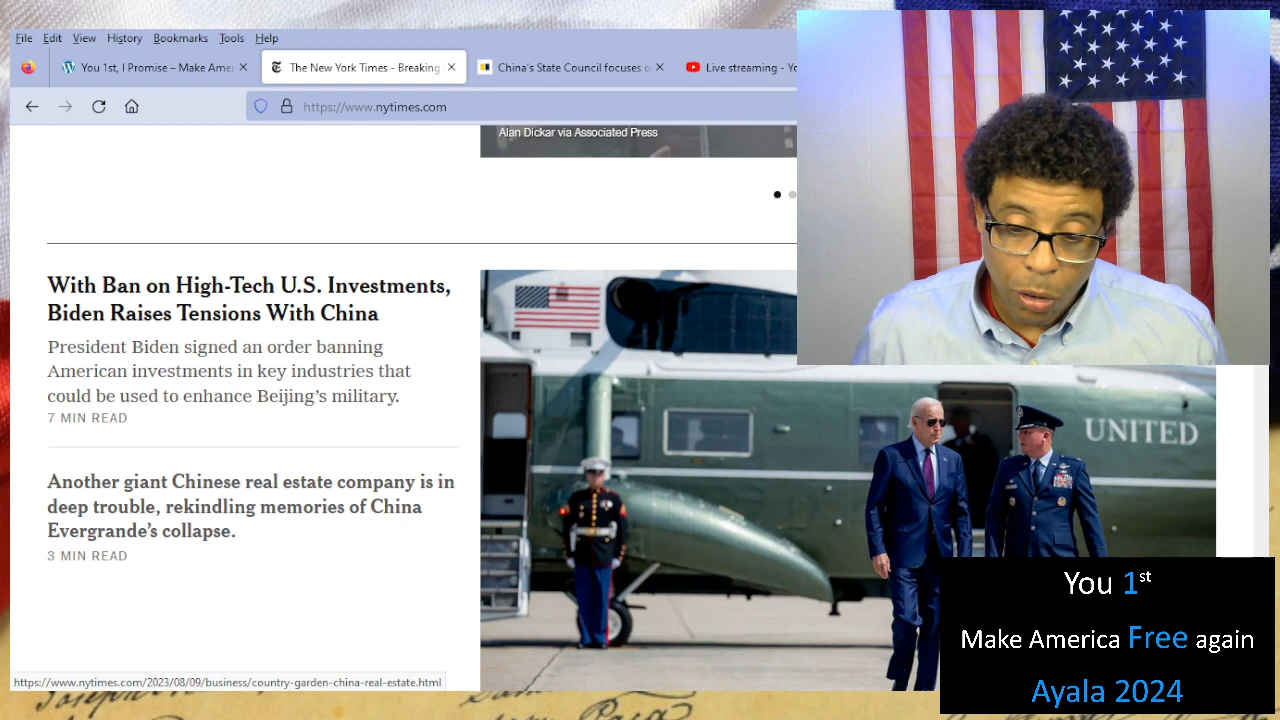 File Edit View History Bookmarks Tools Help
You 1st, I Promise – Make Amer
The New York Times - Breaking
China's State Council focuses o
Live streaming - Yo
https://www.nytimes.com
Alan Dickar via Associated Press
With Ban on High-Tech U.S. Investments,
Biden Raises Tensions With China
President Biden signed an order banning
American investments in key industries that
could be used to enhance Beijing's military.
7 MIN READ
Another giant Chinese real estate company is in
deep trouble, rekindling memories of China
Evergrande's collapse.
3 MIN READ
UNITED
You 1st
Make America Free again
Ayala 2024
https://www.nytimes.com/2023/08/09/business/country-garden-china-real-estate.html